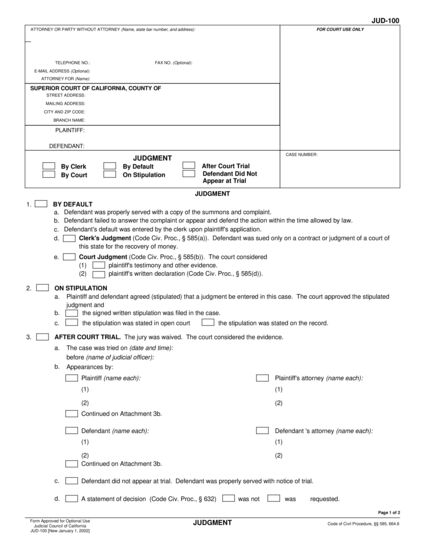 JUD-100
ATTORNEY OR PARTY WITHOUT ATTORNEY (Name, state bar number, and address):
FOR COURT USE ONLY
TELEPHONE NO.: FAX NO. (Optional):
E-MAIL ADDRESS (Optional):
ATTORNEY FOR (Name):
SUPERIOR COURT OF CALIFORNIA, COUNTY OF
STREET ADDRESS:
MAILING ADDRESS:
CITY AND ZIP CODE:
BRANCH NAME:
PLAINTIFF:
DEFENDANT:
JUDGMENT
CASE NUMBER:
By Clerk By Default After Court Trial
By Court On Stipulation Defendant Did Not
Appear at Trial
JUDGMENT
1. BY DEFAULT
a. Defendant was properly served with a copy of the summons and complaint.
b. Defendant failed to answer the complaint or appear and defend the action within the time allowed by law.
c. Defendant's default was entered by the clerk upon plaintiff's application.
d. Clerk's Judgment (Code Civ. Proc., § 585(a)). Defendant was sued only on a contract or judgment of a court of
this state for the recovery of money.
e. Court Judgment (Code Civ. Proc., § 585(b)). The court considered
(1) plaintiff's testimony and other evidence.
(2) plaintiff's written declaration (Code Civ. Proc., § 585(d)).
2. ON STIPULATION
a. Plaintiff and defendant agreed (stipulated) that a judgment be entered in this case. The court approved the stipulated
judgment and
b. the signed written stipulation was filed in the case.
c. the stipulation was stated in open court the stipulation was stated on the record.
3. AFTER COURT TRIAL. The jury was waived. The court considered the evidence.
a. The case was tried on (date and time):
before (name of judicial officer):
b. Appearances by:
Plaintiff (name each): Plaintiff's attorney (name each):
(1) (1)
(2) (2)
Continued on Attachment 3b.
Defendant (name each): Defendant 's attorney (name each):
(1) (1)
(2) (2)
Continued on Attachment 3b.
c. Defendant did not appear at trial. Defendant was properly served with notice of trial.
d. A statement of decision (Code Civ. Proc., § 632) was not was requested.
Page 1 of 2
Form Approved for Optional Use
Judicial Council of California
JUD-100 [New January 1, 2002]
JUDGMENT
Code of Civil Procedure, §§ 585, 664.6